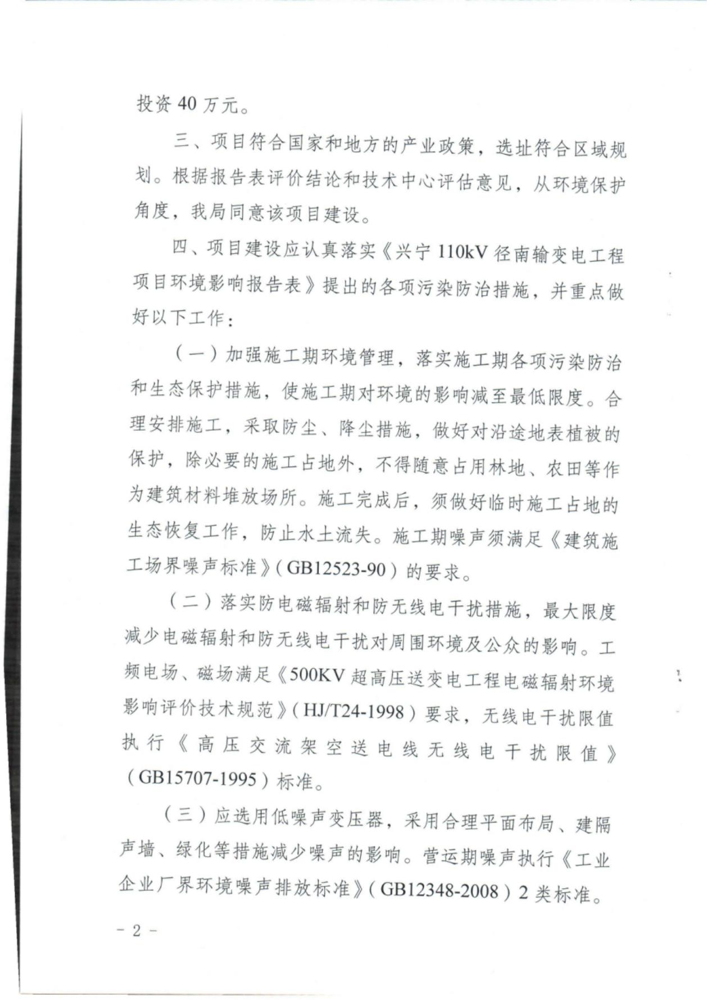 投资 40 万元。
三、项目符合国家和地方的产业政策，选址符合区域规
划。根据报告表评价结论和技术中心评估意见，从环境保护
角度，我局同意该项目建设。
四、项目建设应认真落实《兴宁 110kV 径南输变电工程
项目环境影响报告表》提出的各项污染防治措施，并重点做
好以下工作：
（一）加强施工期环境管理，落实施工期各项污染防治
和生态保护措施，使施工期对环境的影响减至最低限度。合
理安排施工，采取防尘、降尘措施，做好对沿途地表植被的
保护，除必要的施工占地外，不得随意占用林地、农田等作
为建筑材料堆放场所。施工完成后，须做好临时施工占地的
生态恢复工作，防止水土流失。施工期噪声须满足《建筑施
工场界噪声标准》（GB12523-90）的要求。
（二）落实防电磁辐射和防无线电干扰措施，最大限度
减少电磁辐射和防无线电干扰对周围环境及公众的影响。工
频电场、磁场满足《500KV 超高压送变电工程电磁辐射环境
影响评价技术规范》（HJ/T24-1998）要求，无线电干扰限值
执行《高压交流架空送电线无线电干扰限值》
（GB15707-1995）标准。
（三）应选用低噪声变压器，采用合理平面布局、建隔
声墙、绿化等措施减少噪声的影响。营运期噪声执行《工业
企业厂界环境噪声排放标准》（GB12348-2008）2 类标准。
- 2 -